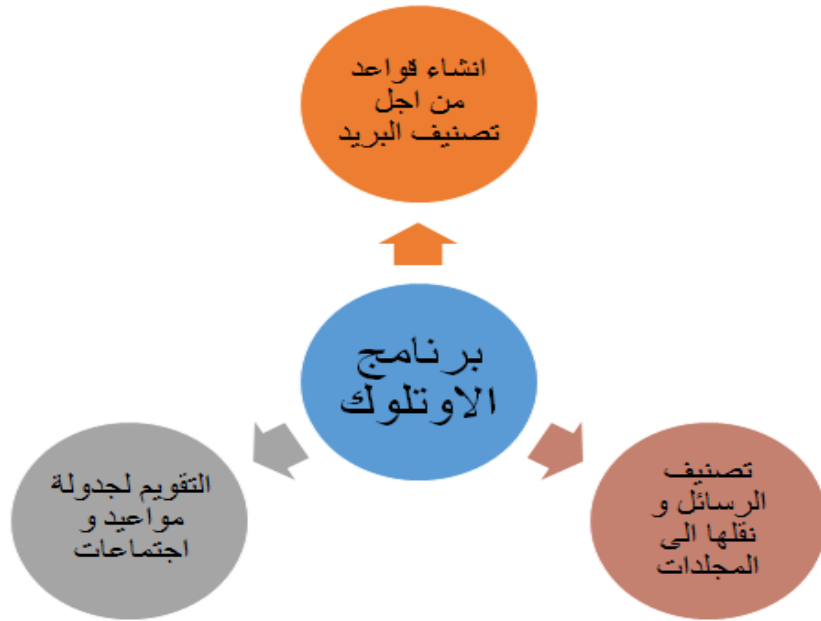 انشاء قواعد
من اجل
تصنيف البريد
برنامج
الاوتلوك
تصنيف
الرسائل و
نقلها الى
المجلدات
التقويم لجدولة
مواعيد و
اجتماعات